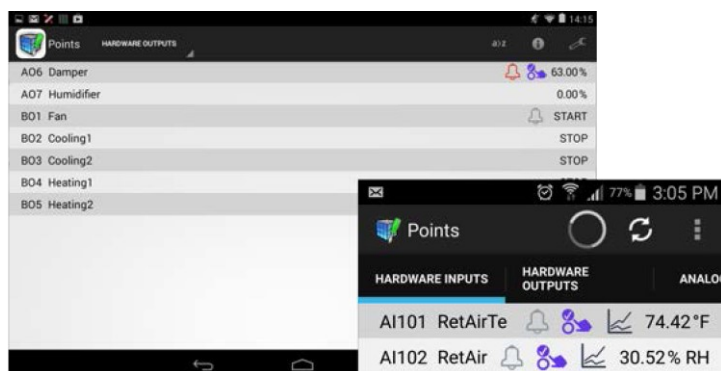 14:15
Points HARDWARE OUTPUTS a)z
AO6 Damper 63.00%
AO7 Humidifier 0.00%
BO1 Fan START
BO2 Cooling1 STOP
BO3 Cooling2 STOP
BO4 Heating1
BO5 Heating2
77% 3:05 PM
Points
HARDWARE INPUTS HARDWARE OUTPUTS ANALO
AI101 RetAirTe 74.42°F
AI102 RetAir 30.52% RH